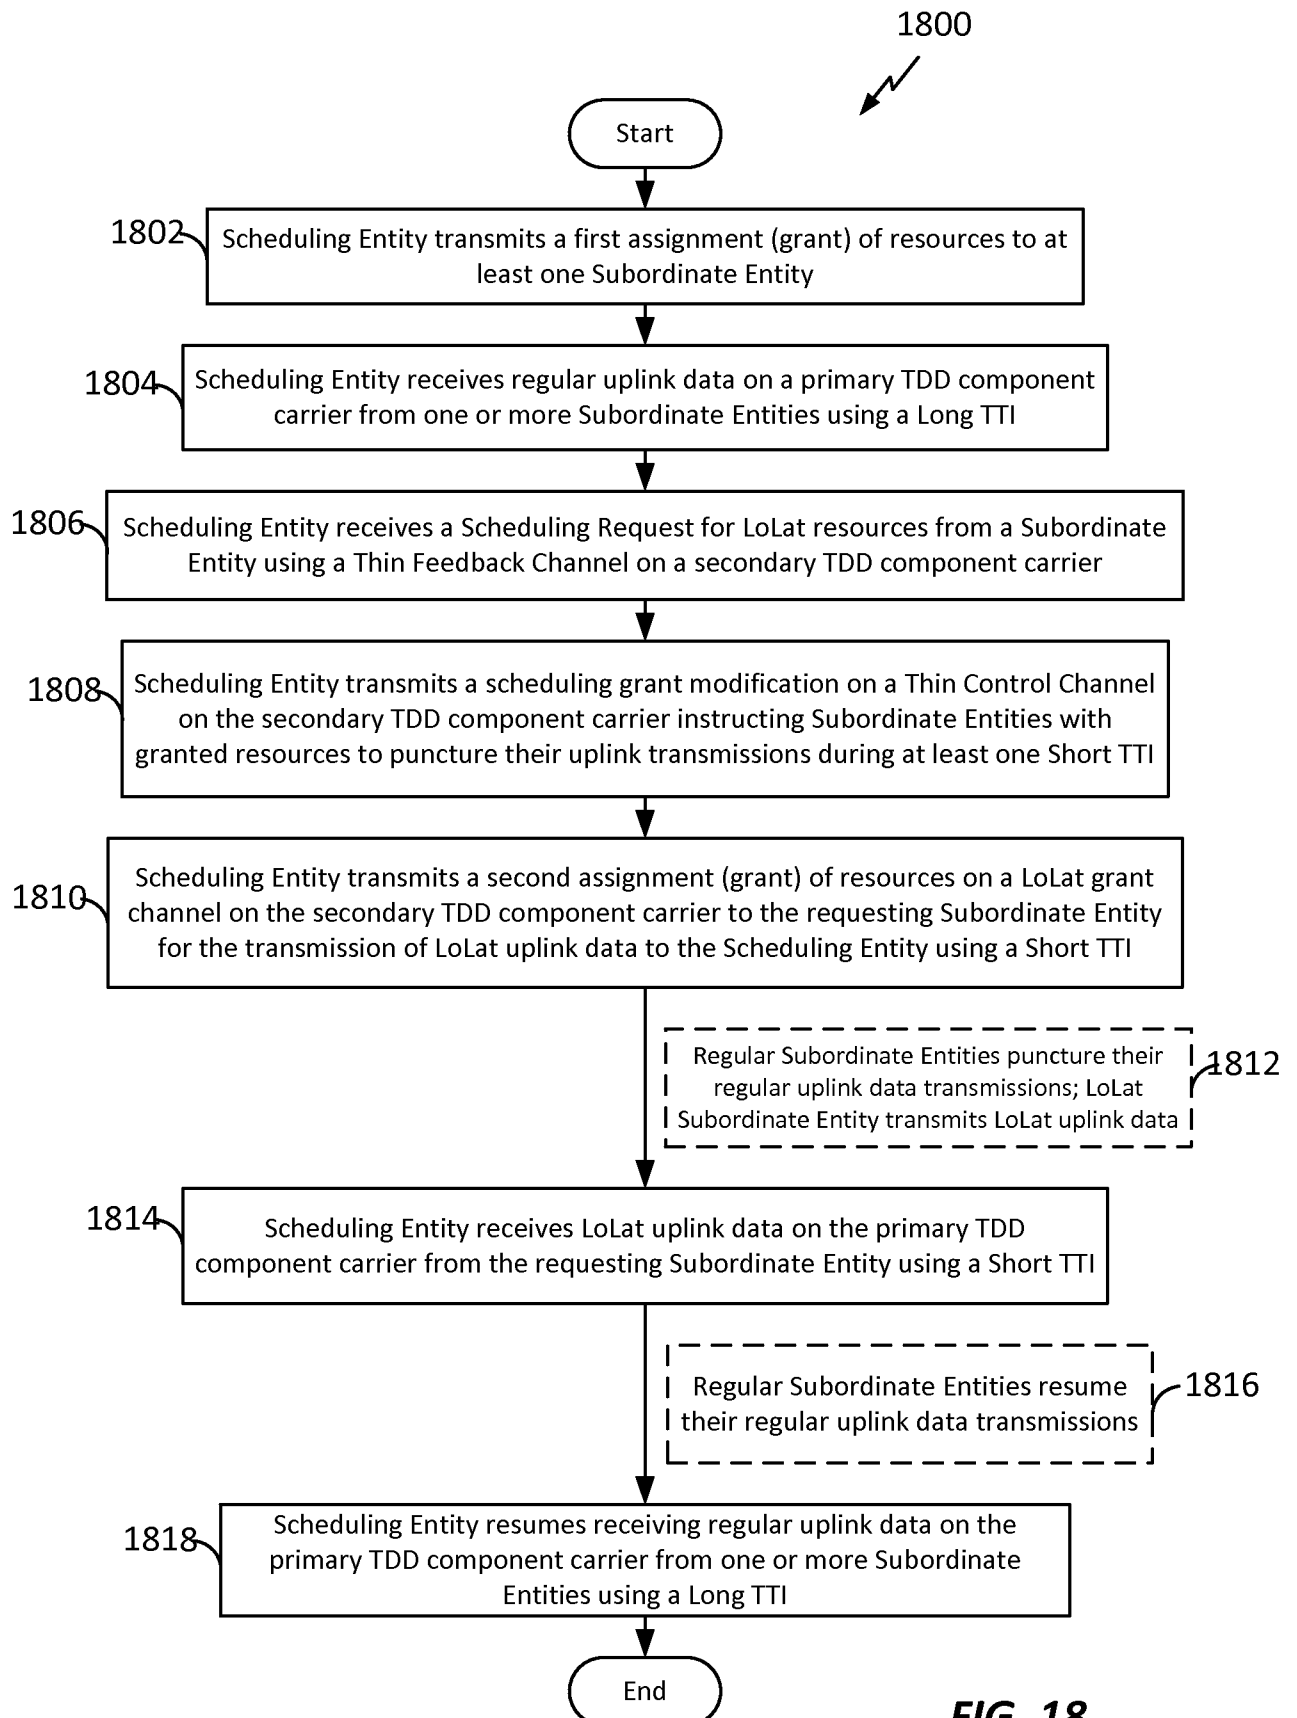 1800
Start
1802
Scheduling Entity transmits a first assignment (grant) of resources to at
least one Subordinate Entity
1804
Scheduling Entity receives regular uplink data on a primary TDD component
carrier from one or more Subordinate Entities using a Long TTI
1806
Scheduling Entity receives a Scheduling Request for LoLat resources from a Subordinate
Entity using a Thin Feedback Channel on a secondary TDD component carrier
1808
Scheduling Entity transmits a scheduling grant modification on a Thin Control Channel
on the secondary TDD component carrier instructing Subordinate Entities with
granted resources to puncture their uplink transmissions during at least one Short TTI
1810
Scheduling Entity transmits a second assignment (grant) of resources on a LoLat grant
channel on the secondary TDD component carrier to the requesting Subordinate Entity
for the transmission of LoLat uplink data to the Scheduling Entity using a Short TTI
Regular Subordinate Entities puncture their
regular uplink data transmissions; LoLat
Subordinate Entity transmits LoLat uplink data
1812
1814
Scheduling Entity receives LoLat uplink data on the primary TDD
component carrier from the requesting Subordinate Entity using a Short TTI
Regular Subordinate Entities resume
their regular uplink data transmissions
1816
1818
Scheduling Entity resumes receiving regular uplink data on the
primary TDD component carrier from one or more Subordinate
Entities using a Long TTI
End
FIG. 18